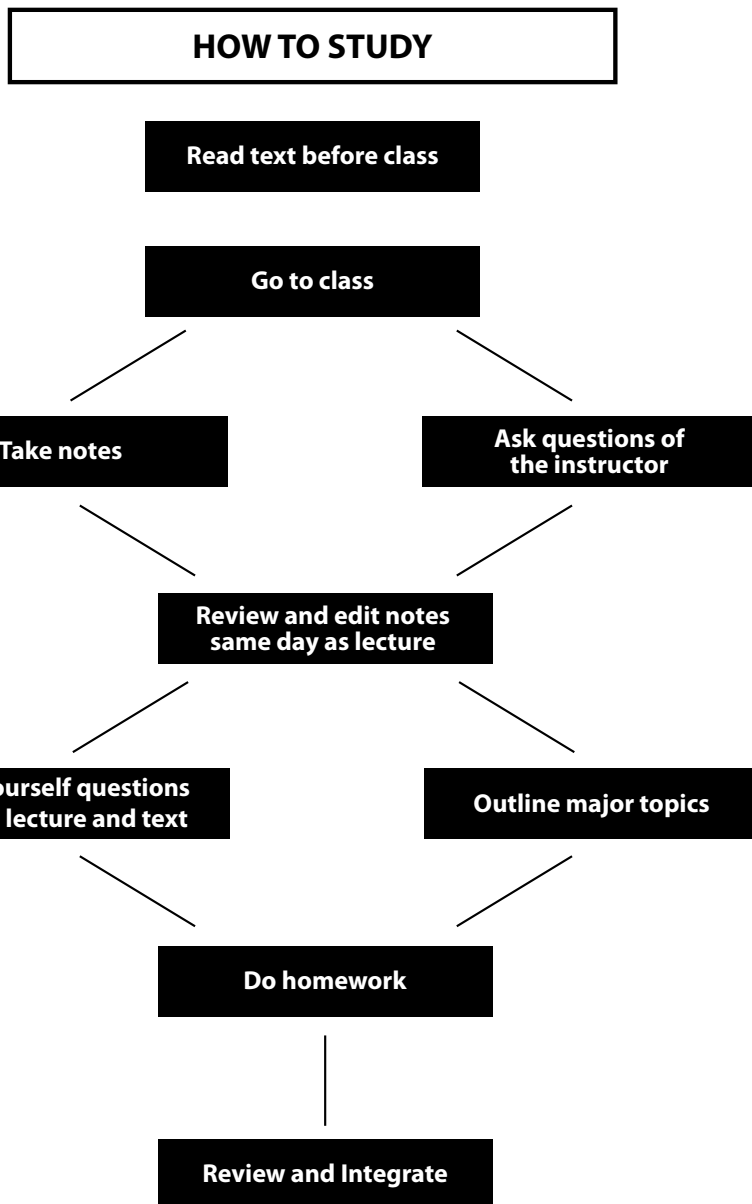 HOW TO STUDY
Read text before class
Go to class
Take notes
Ask questions of
the instructor
Review and edit notes
same day as lecture
ourself questions
lecture and text
Outline major topics
Do homework
Review and Integrate